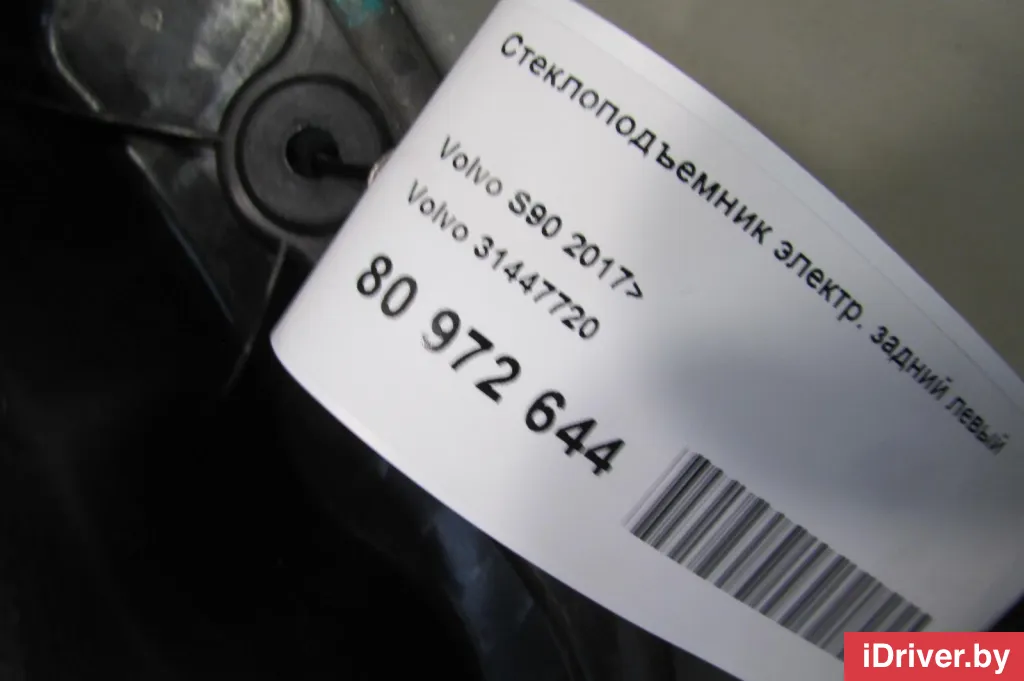 Стеклоподъемник электр. задний левый
Volvo S90 2017>
Volvo 31447720
80 972 644
iDriver.by